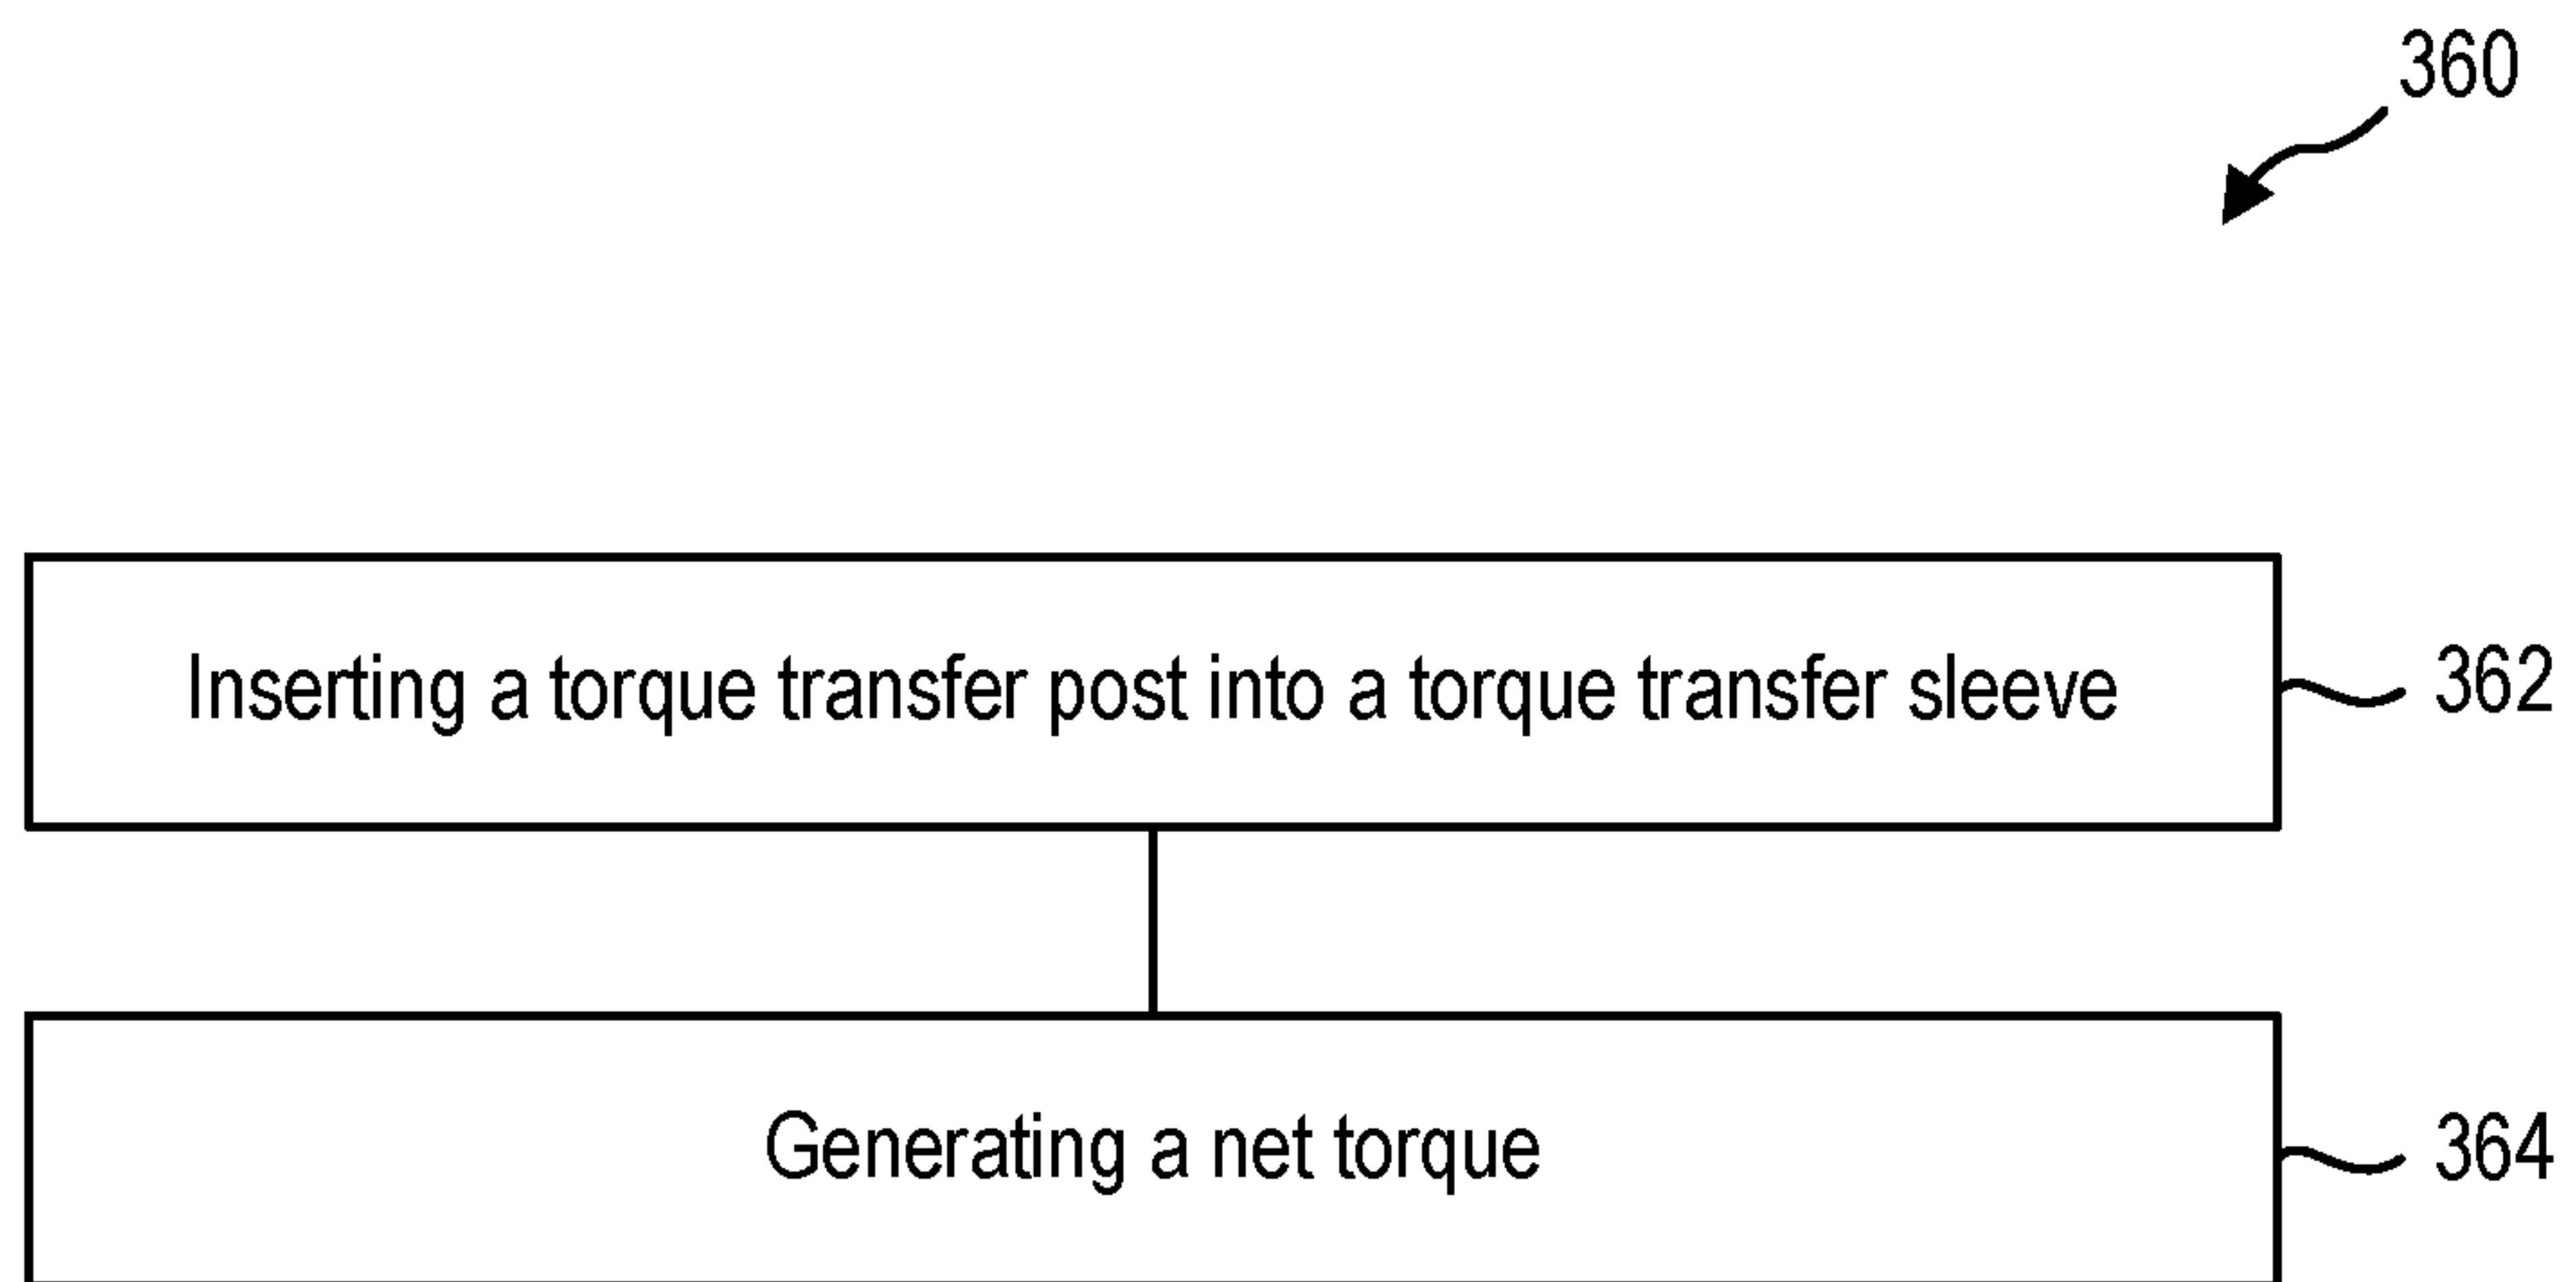 360
Inserting a torque transfer post into a torque transfer sleeve
362
Generating a net torque
364